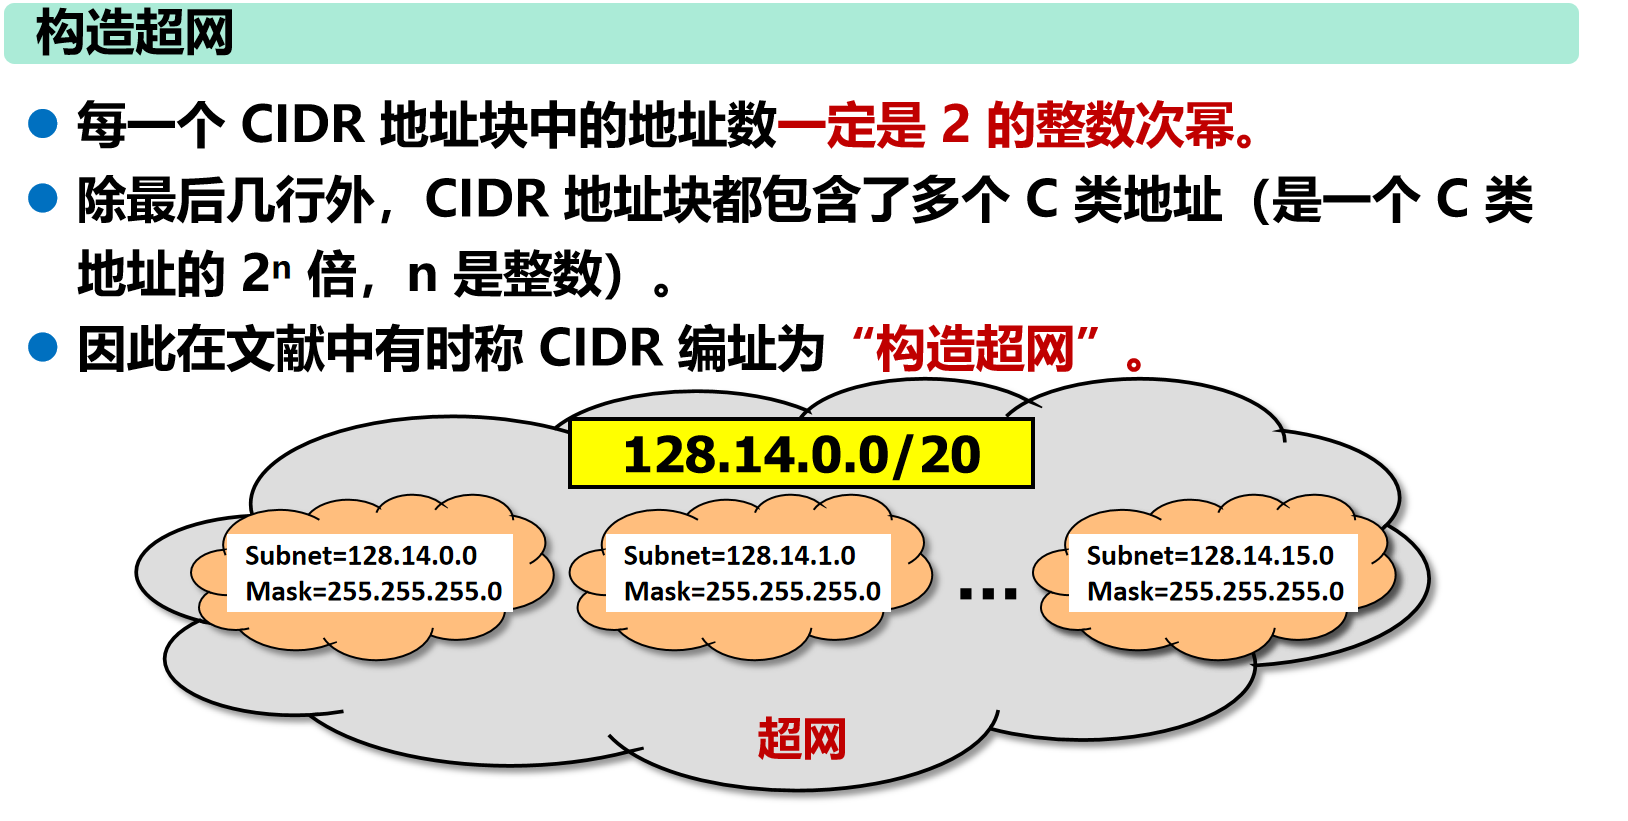 构造超网
每一个 CIDR 地址块中的地址数一定是 2 的整数次幂。
除最后几行外，CIDR 地址块都包含了多个 C 类地址（是一个 C 类
地址的 2ⁿ 倍，n 是整数）。
因此在文献中有时称 CIDR 编址为“构造超网”。
128.14.0.0/20
Subnet=128.14.0.0
Mask=255.255.255.0
Subnet=128.14.1.0
Mask=255.255.255.0
...
Subnet=128.14.15.0
Mask=255.255.255.0
超网